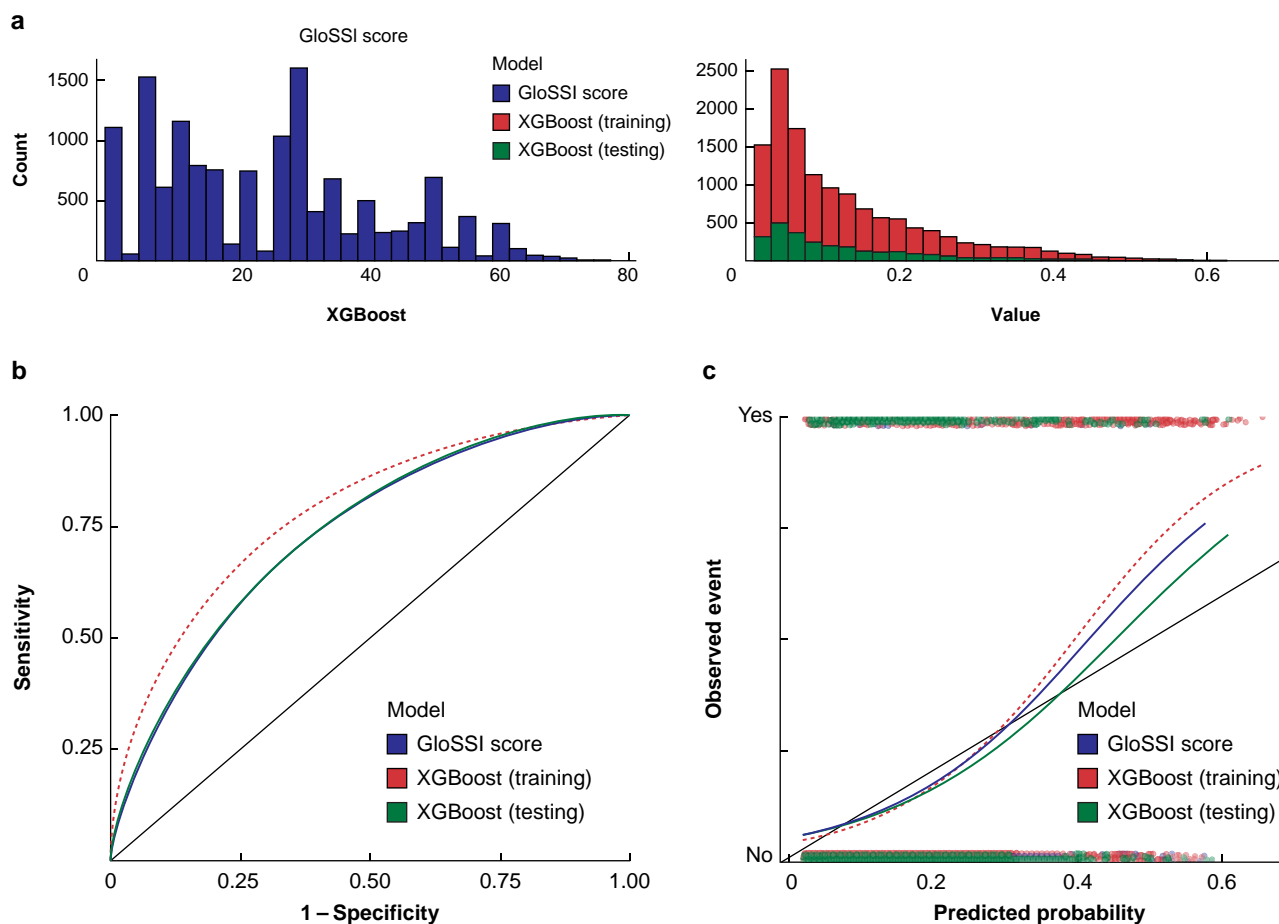 a
GloSSI score
1500
1000
500
0
20
40
60
80
Count
XGBoost
Model
GloSSI score
XGBoost (training)
XGBoost (testing)
2500
2000
1500
1000
500
0
0.2
0.4
0.6
Value
b
1.00
0.75
0.50
0.25
0
0.25
0.50
0.75
1.00
Sensitivity
1 – Specificity
Model
GloSSI score
XGBoost (training)
XGBoost (testing)
c
Yes
No
0
0.2
0.4
0.6
Observed event
Predicted probability
Model
GloSSI score
XGBoost (training)
XGBoost (testing)